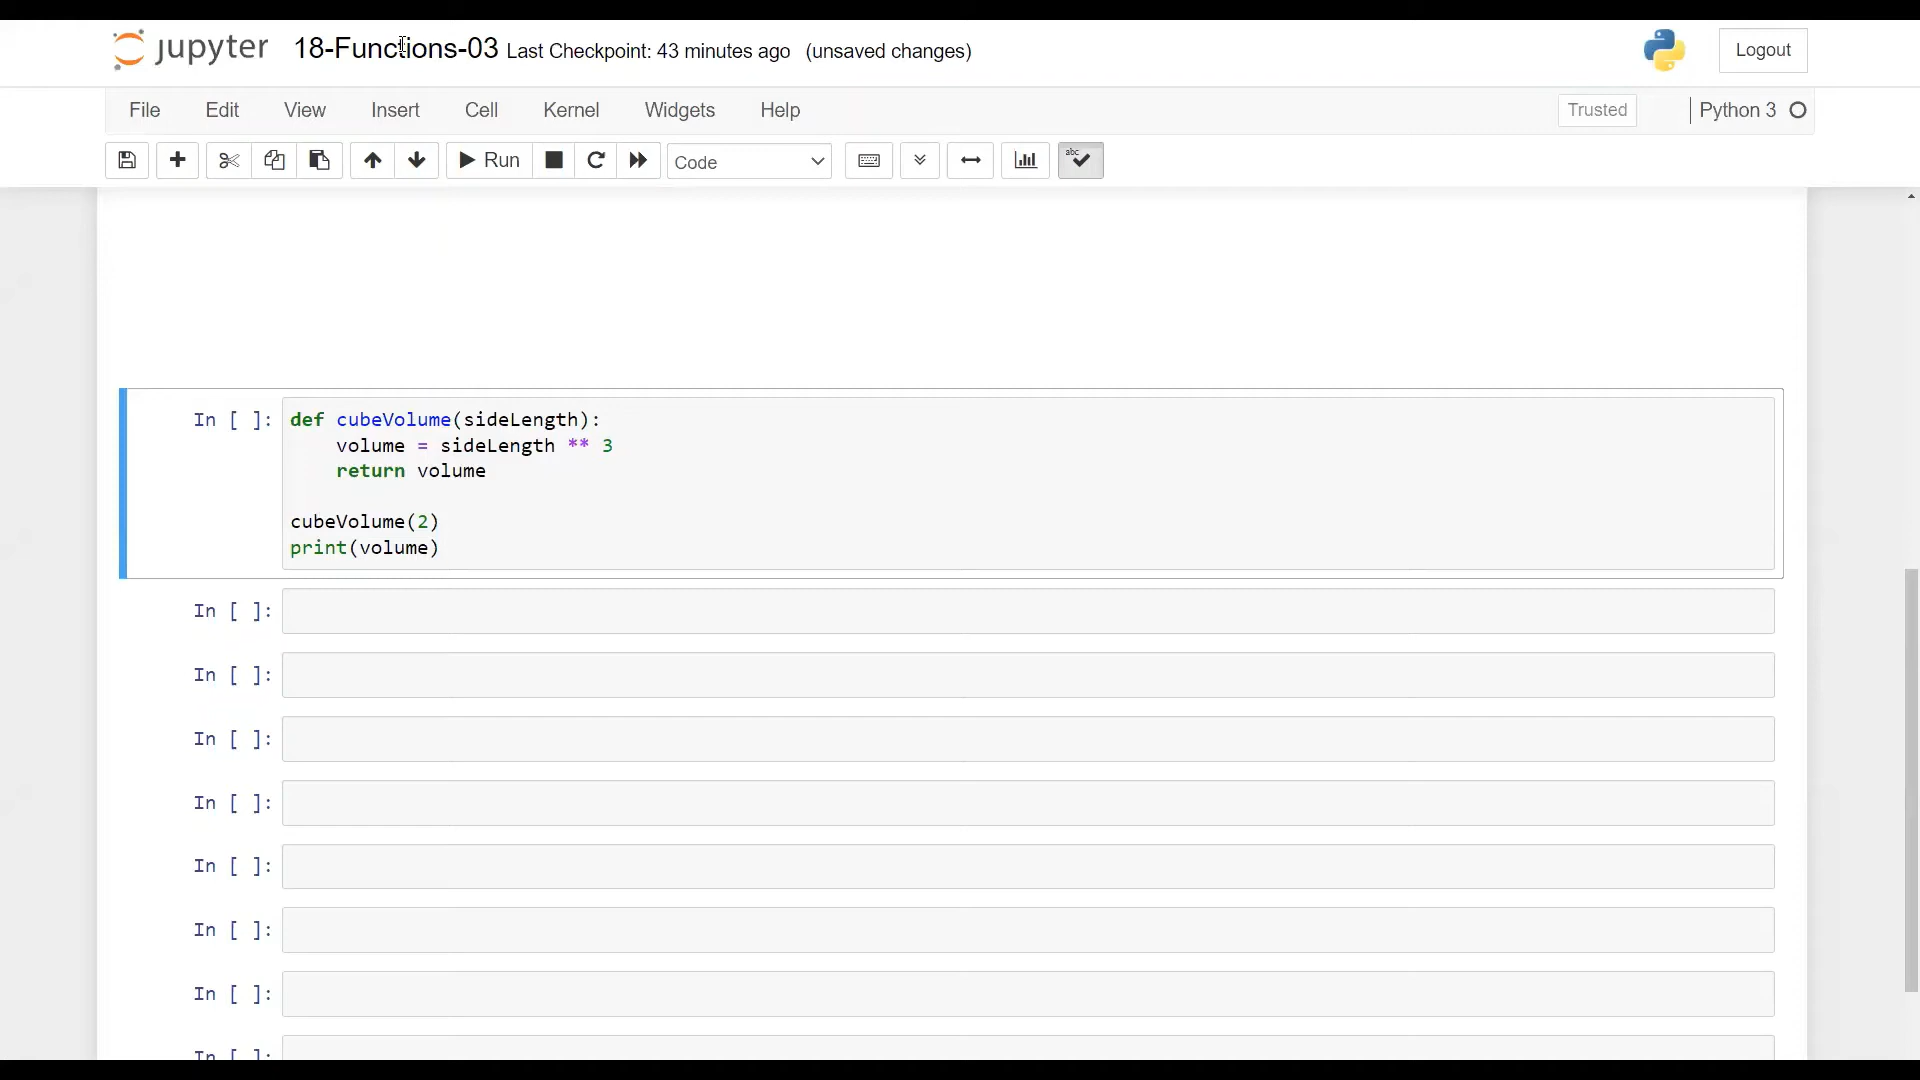 jupyter 18-Functions-03 Last Checkpoint: 43 minutes ago (unsaved changes) Logout
File Edit View Insert Cell Kernel Widgets Help Trusted Python 3
Run Code abc
In [ ]: def cubeVolume(sideLength):
volume = sideLength ** 3
return volume
cubeVolume(2)
print(volume)
In [ ]:
In [ ]:
In [ ]:
In [ ]:
In [ ]:
In [ ]:
In [ ]:
In [ ]: